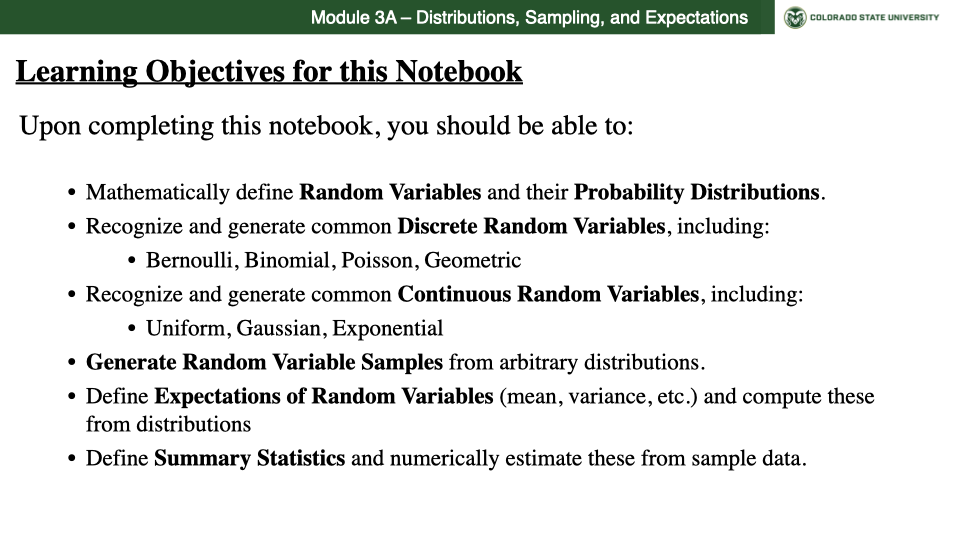 Module 3A – Distributions, Sampling, and Expectations
COLORADO STATE UNIVERSITY
Learning Objectives for this Notebook
Upon completing this notebook, you should be able to:
• Mathematically define Random Variables and their Probability Distributions.
• Recognize and generate common Discrete Random Variables, including:
• Bernoulli, Binomial, Poisson, Geometric
• Recognize and generate common Continuous Random Variables, including:
• Uniform, Gaussian, Exponential
• Generate Random Variable Samples from arbitrary distributions.
• Define Expectations of Random Variables (mean, variance, etc.) and compute these
from distributions
• Define Summary Statistics and numerically estimate these from sample data.